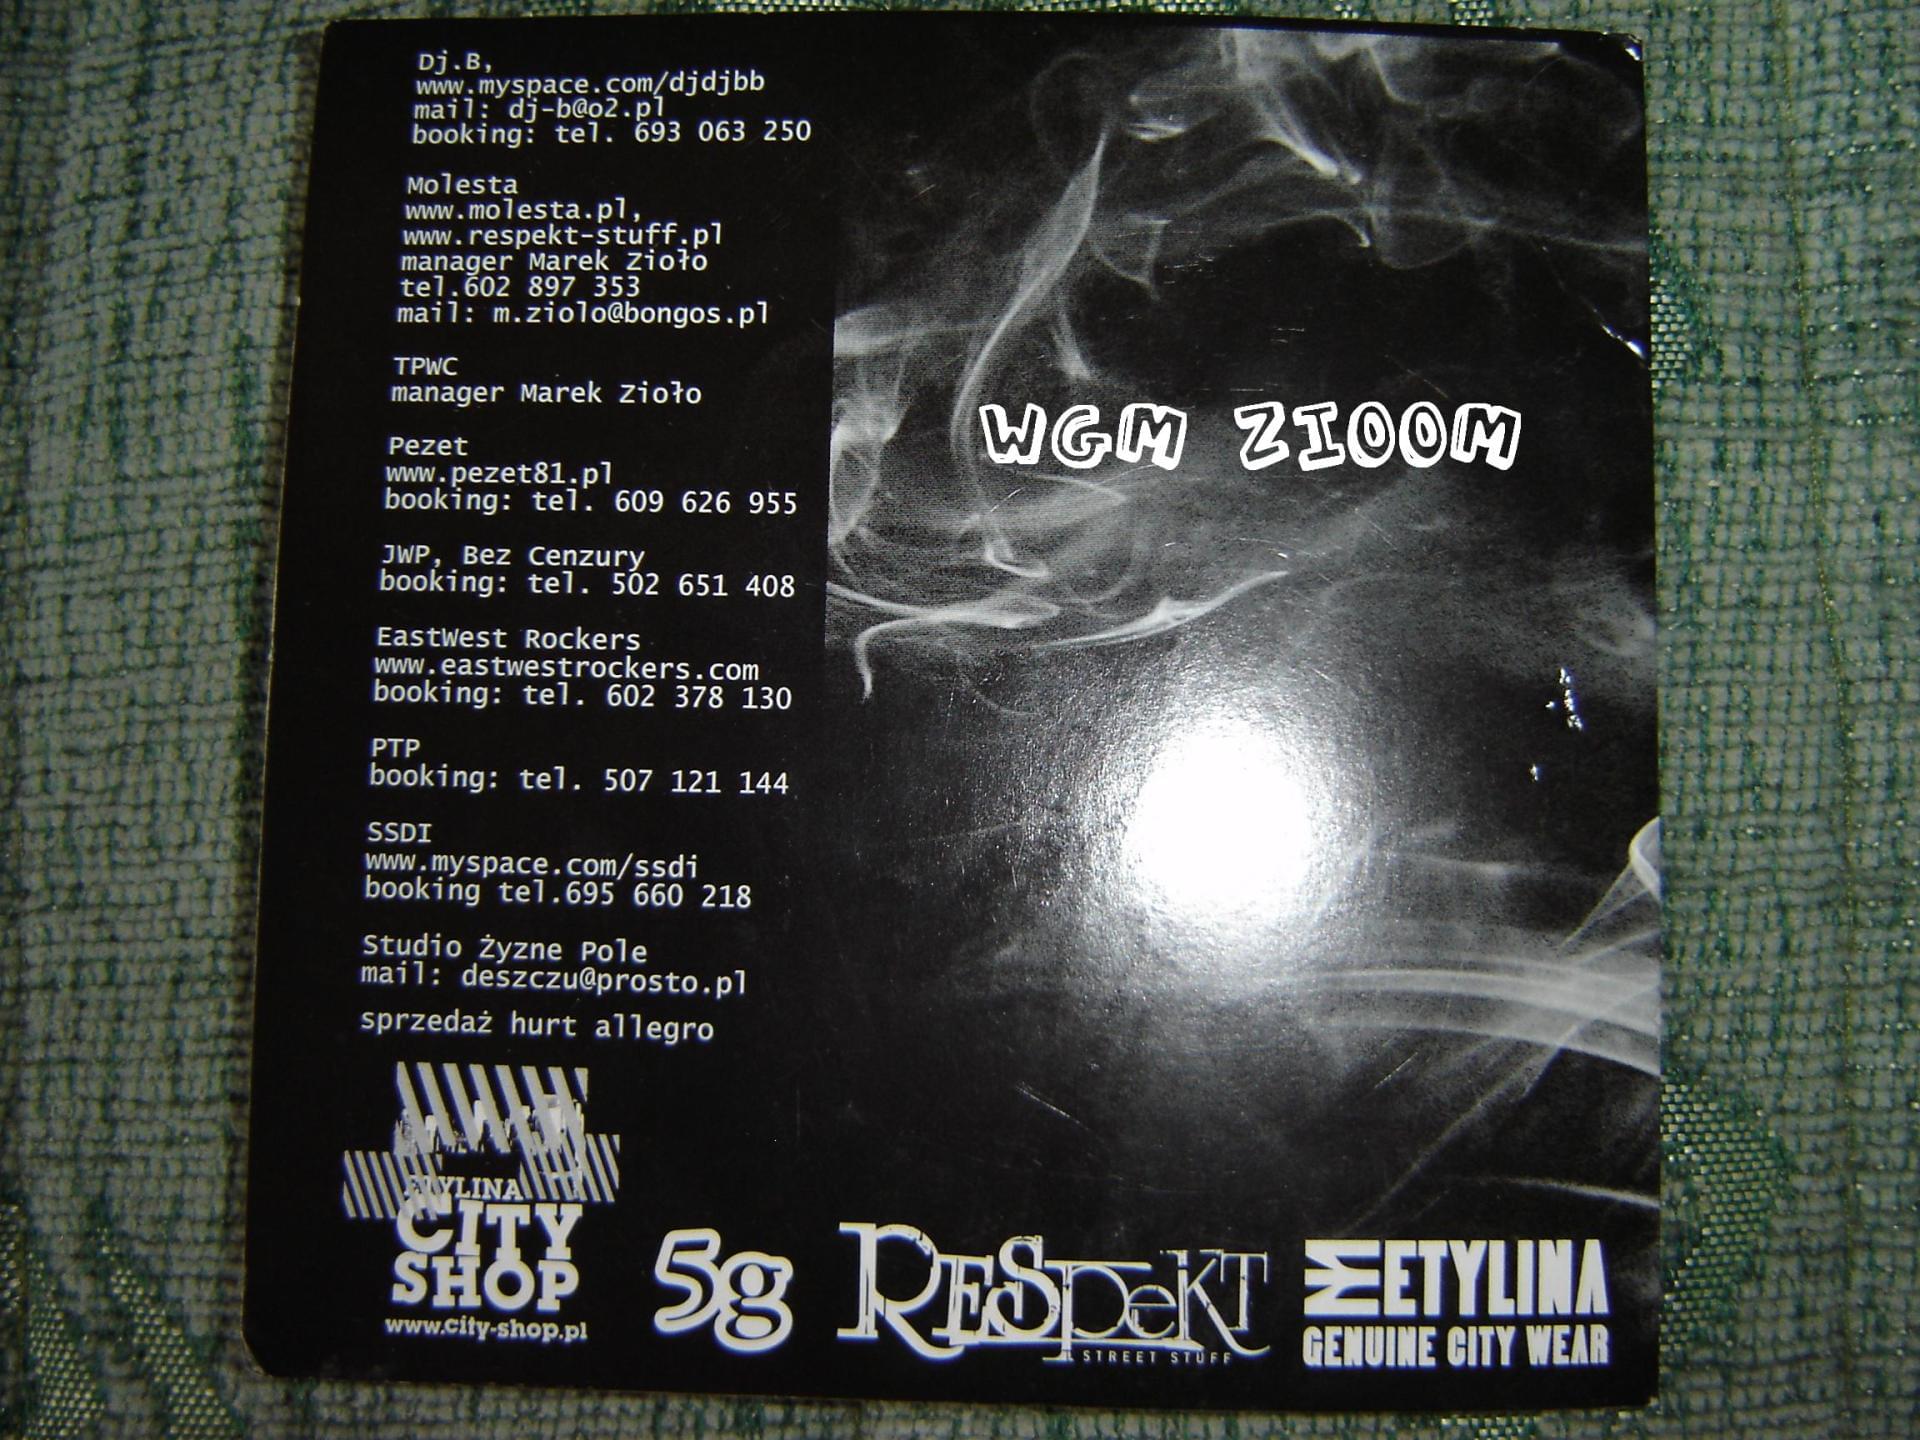 Dj.B,
www.myspace.com/djdjbb
mail: dj-b@o2.pl
booking: tel. 693 063 250
Molesta
www.molesta.pl,
www.respekt-stuff.pl
manager Marek Zioło
tel.602 897 353
mail: m.ziolo@bongos.pl
TPWC
manager Marek Zioło
Pezet
www.pezet81.pl
booking: tel. 609 626 955
JWP, Bez Cenzury
booking: tel. 502 651 408
EastWest Rockers
www.eastwestrockers.com
booking: tel. 602 378 130
PTP
booking: tel. 507 121 144
SSDI
www.myspace.com/ssdi
booking tel.695 660 218
Studio Żyzne Pole
mail: deszczu@prosto.pl
sprzedaż hurt allegro
WGM ZIOOM
CITY
SHOP
www.city-shop.pl
5g
RESPEKT
STREET STUFF
METYLINA
GENUINE CITY WEAR